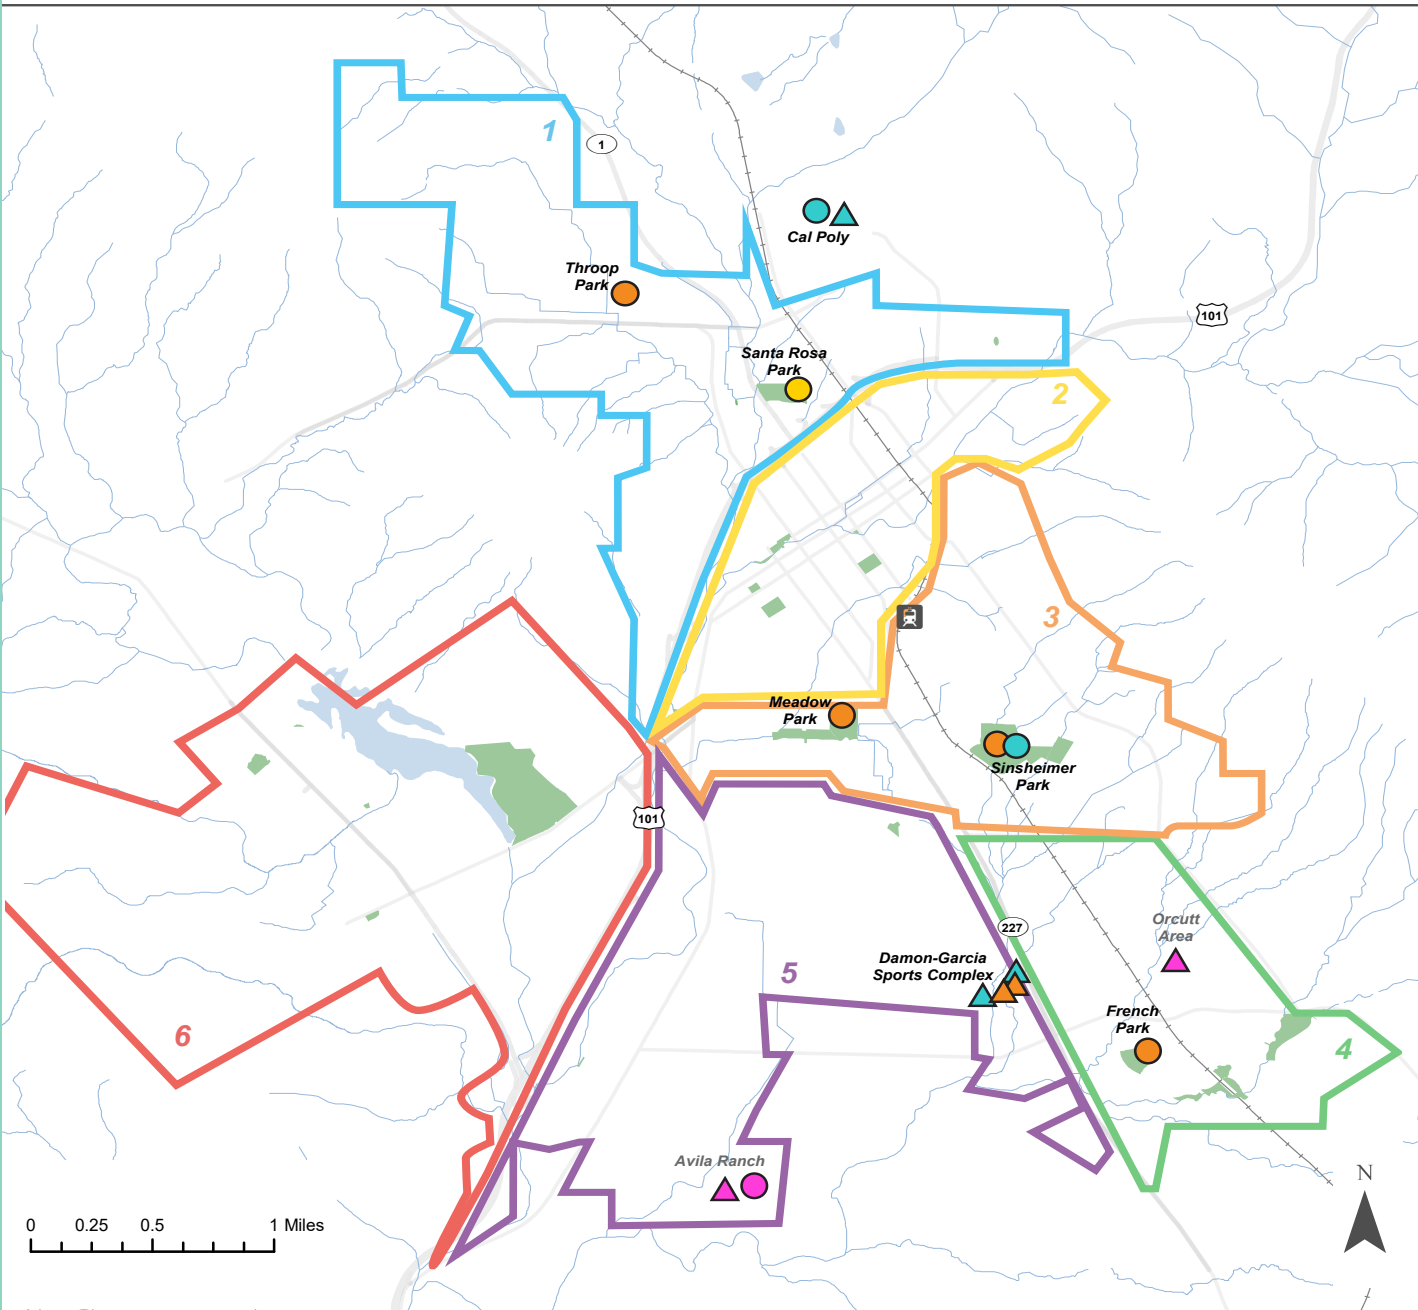 1
1
Cal Poly
Throop
Park
101
Santa Rosa
Park
2
3
Meadow
Park
Sinsheimer
Park
101
227
Orcutt
Area
Damon-Garcia
Sports Complex
5
French
Park
6
4
Avila Ranch
N
0 0.25 0.5 1 Miles